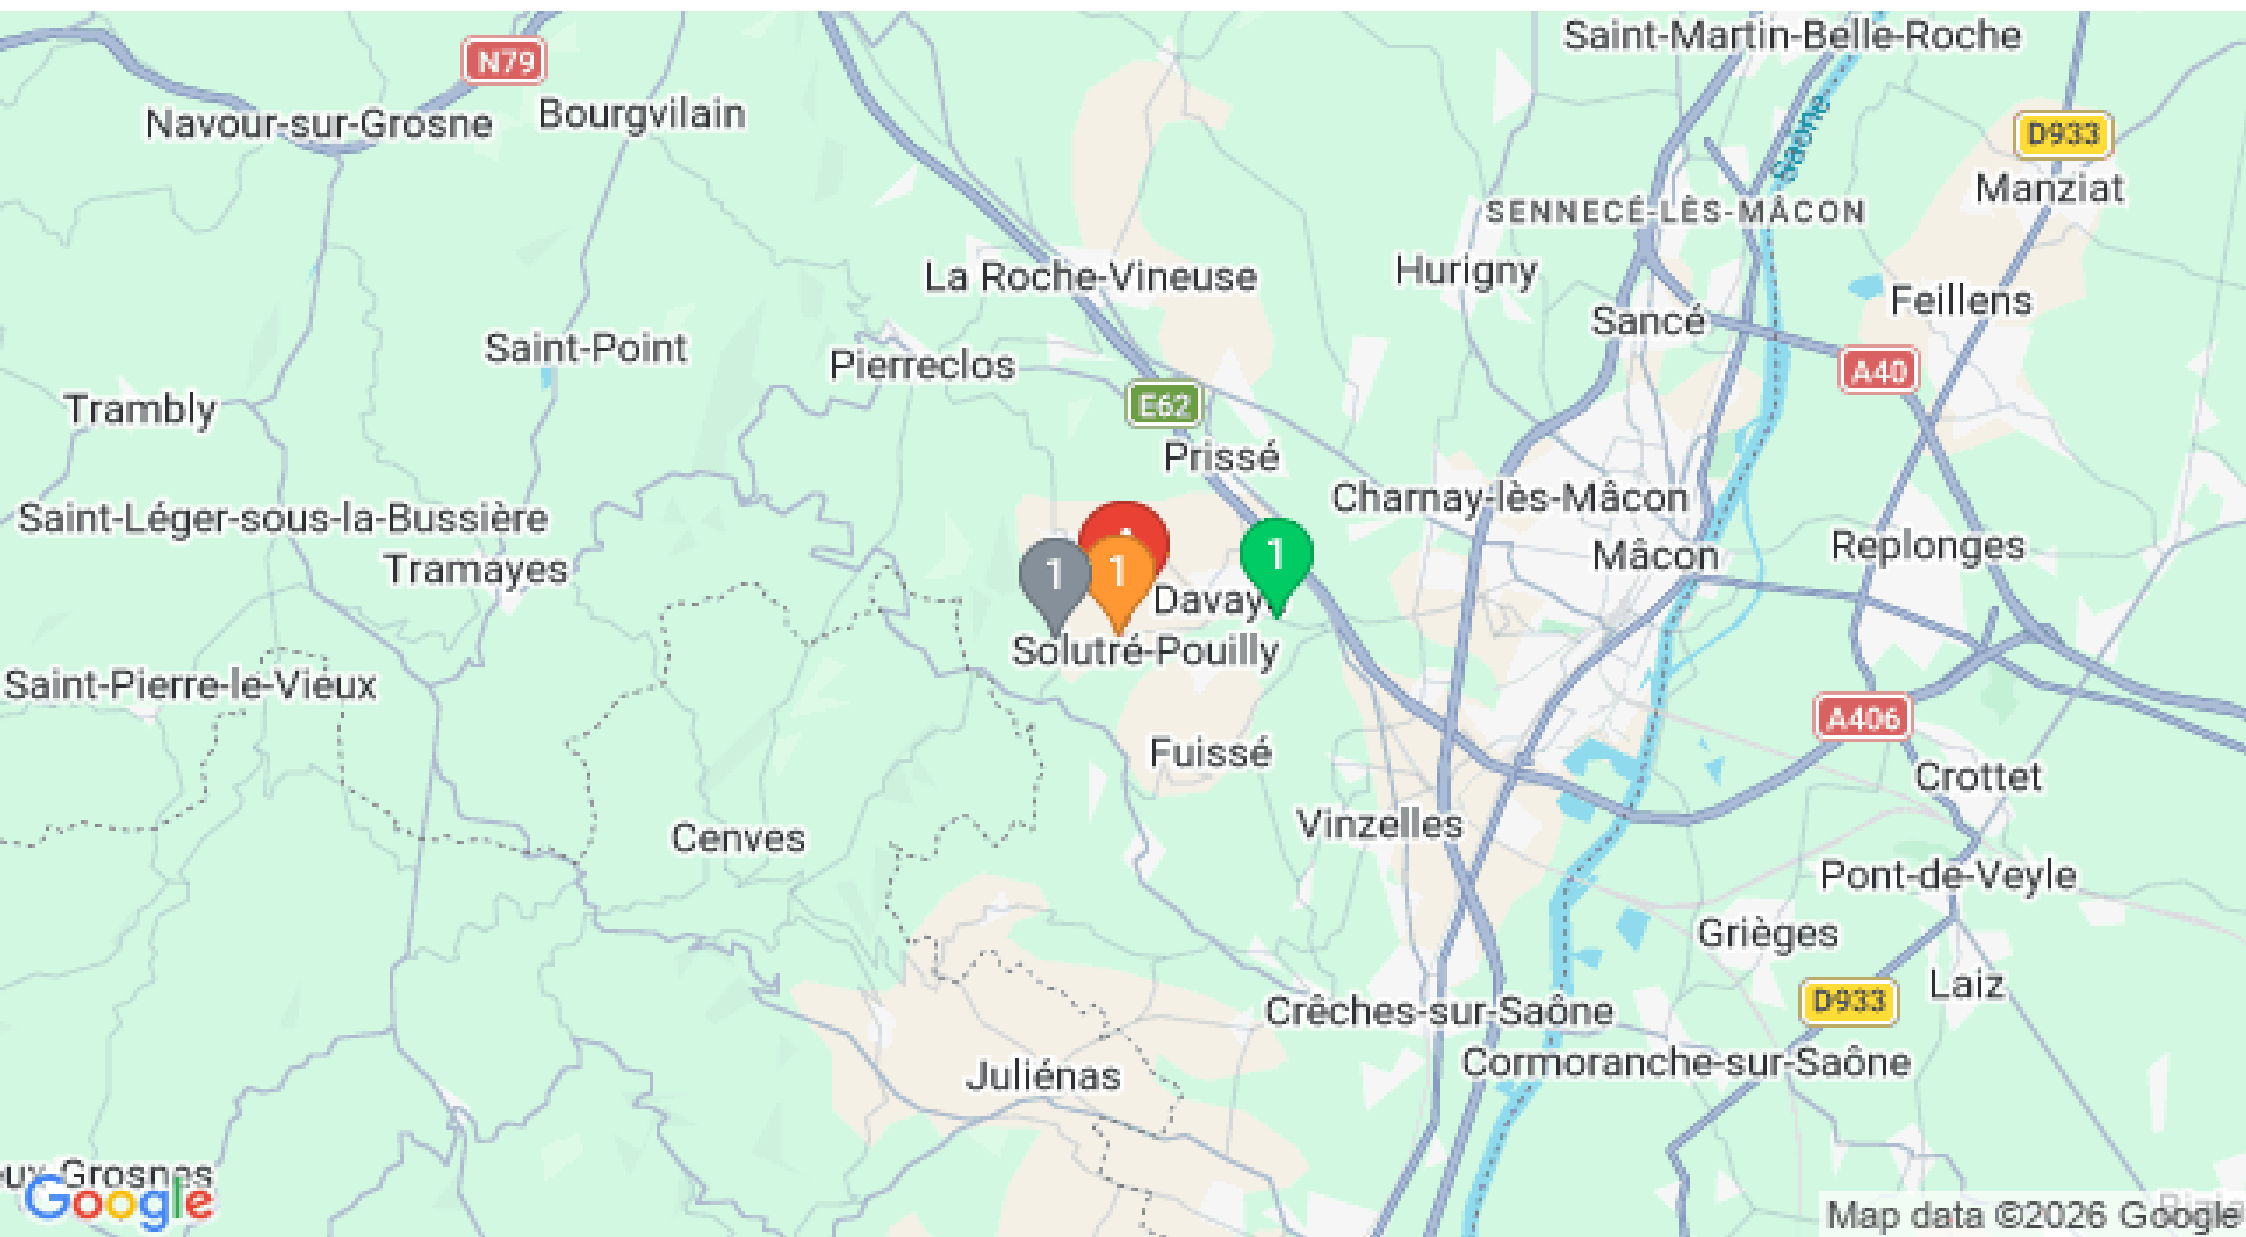 Saint-Martin-Belle-Roche
N79
Bourgvilain
Navour-sur-Grosne
Saône
D933
Manziat
SENNECÉ-LÈS-MÂCON
La Roche-Vineuse
Hurigny
Feillens
Sancé
Saint-Point
Pierreclos
A40
Trambly
E62
Prissé
Charnay-lès-Mâcon
Saint-Léger-sous-la-Bussière
Mâcon
Replonges
Tramayes
1
1
1
Solutré-Pouilly
Saint-Pierre-le-Vieux
A406
Fuissé
Crottet
Vinzelles
Cenves
Pont-de-Veyle
Grièges
Laiz
D933
Crêches-sur-Saône
Cormoranche-sur-Saône
Juliénas
Google
Map data ©2026 Google